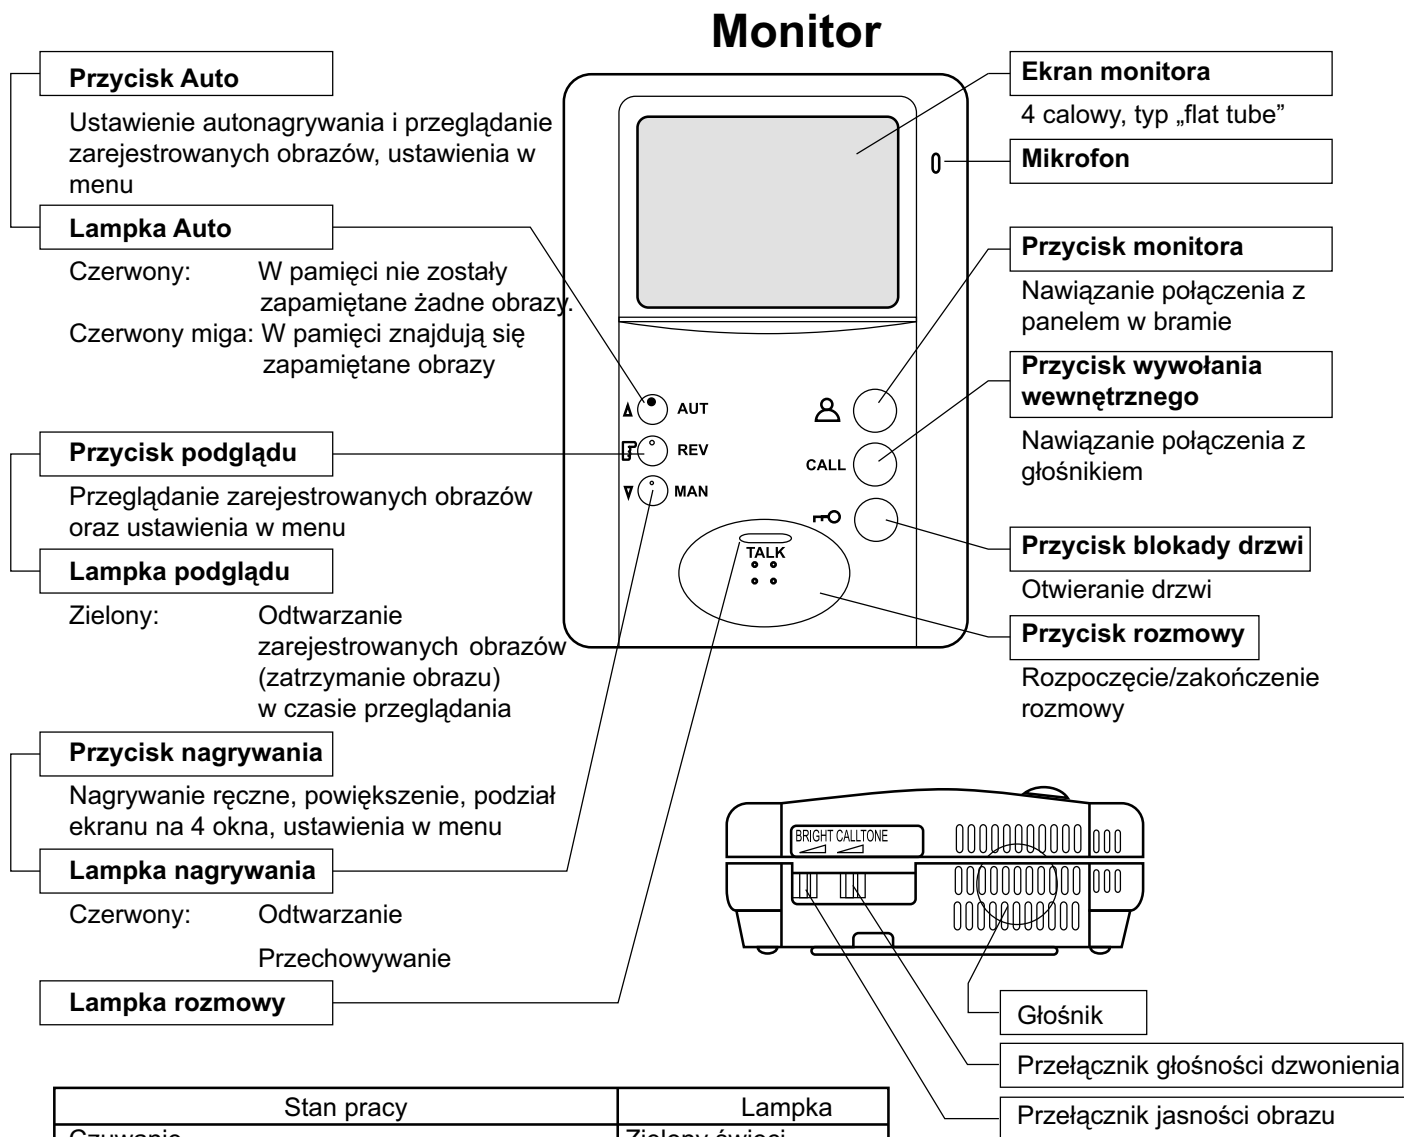 Monitor
Przycisk Auto
Ustawienie autonagrywania i przeglądanie
zarejestrowanych obrazów, ustawienia w
menu
Lampka Auto
Czerwony: W pamięci nie zostały
zapamiętane żadne obrazy.
Czerwony miga: W pamięci znajdują się
zapamiętane obrazy
Przycisk podglądu
Przeglądanie zarejestrowanych obrazów
oraz ustawienia w menu
Lampka podglądu
Zielony: Odtwarzanie
zarejestrowanych obrazów
(zatrzymanie obrazu)
w czasie przeglądania
Przycisk nagrywania
Nagrywanie ręczne, powiększenie, podział
ekranu na 4 okna, ustawienia w menu
Lampka nagrywania
Czerwony: Odtwarzanie
Przechowywanie
Lampka rozmowy
AUT
REV
MAN
CALL
TALK
Ekran monitora
4 calowy, typ „flat tube”
Mikrofon
Przycisk monitora
Nawiązanie połączenia z
panelem w bramie
Przycisk wywołania
wewnętrznego
Nawiązanie połączenia z
głośnikiem
Przycisk blokady drzwi
Otwieranie drzwi
Przycisk rozmowy
Rozpoczęcie/zakończenie
rozmowy
BRIGHT CALLTONE
Głośnik
Przełącznik głośności dzwonienia
Przełącznik jasności obrazu
Stan pracy Lampka
Czuwanie Zielony świeci